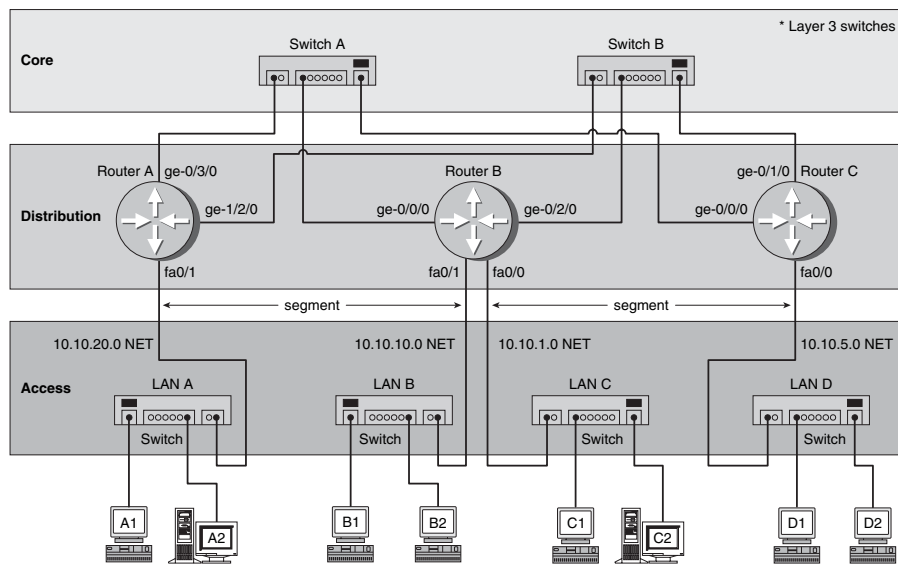 * Layer 3 switches
Switch A
Switch B
Core
Router A
ge-0/3/0
Router B
ge-0/1/0
Router C
ge-1/2/0
ge-0/0/0
ge-0/2/0
ge-0/0/0
Distribution
fa0/1
fa0/1
fa0/0
fa0/0
segment
segment
10.10.20.0 NET
10.10.10.0 NET
10.10.1.0 NET
10.10.5.0 NET
Access
LAN A
LAN B
LAN C
LAN D
Switch
Switch
Switch
Switch
A1
A2
B1
B2
C1
C2
D1
D2